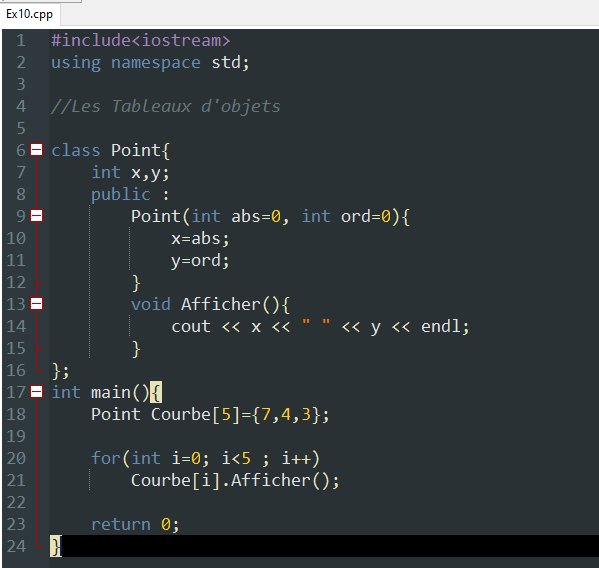 Ex10.cpp
1 #include<iostream>
2 using namespace std;
3
4 //Les Tableaux d'objets
5
6 class Point{
7     int x,y;
8     public :
9         Point(int abs=0, int ord=0){
10             x=abs;
11             y=ord;
12         }
13         void Afficher(){
14             cout << x << " " << y << endl;
15         }
16 };
17 int main(){
18     Point Courbe[5]={7,4,3};
19
20     for(int i=0; i<5 ; i++)
21         Courbe[i].Afficher();
22
23     return 0;
24 }